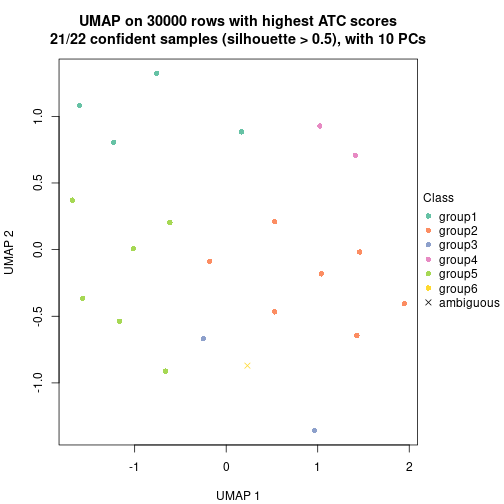 UMAP on 30000 rows with highest ATC scores
21/22 confident samples (silhouette > 0.5), with 10 PCs
1.0
0.5
0.0
-0.5
-1.0
UMAP 2
-1
0
1
2
UMAP 1
Class
group1
group2
group3
group4
group5
group6
ambiguous